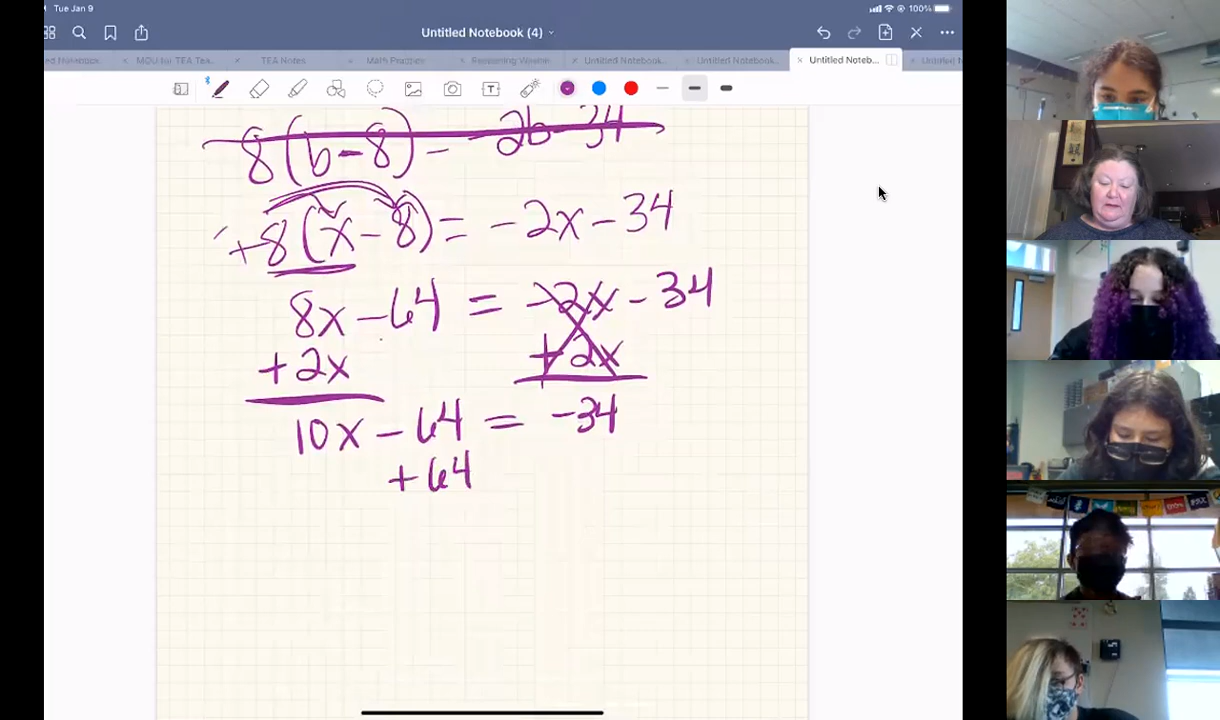 Tue Jan 9
100%
Untitled Notebook (4)
MOU for TEA Tea...
TEA Notes
Math Practice
Untitled Notebook...
Untitled Notebook...
Untitled Noteb...
8(b-8) - 2b-34
+8(x-8) = -2x-34
8x-64 = -2x-34
+2x +2x
10x-64 = -34
+64